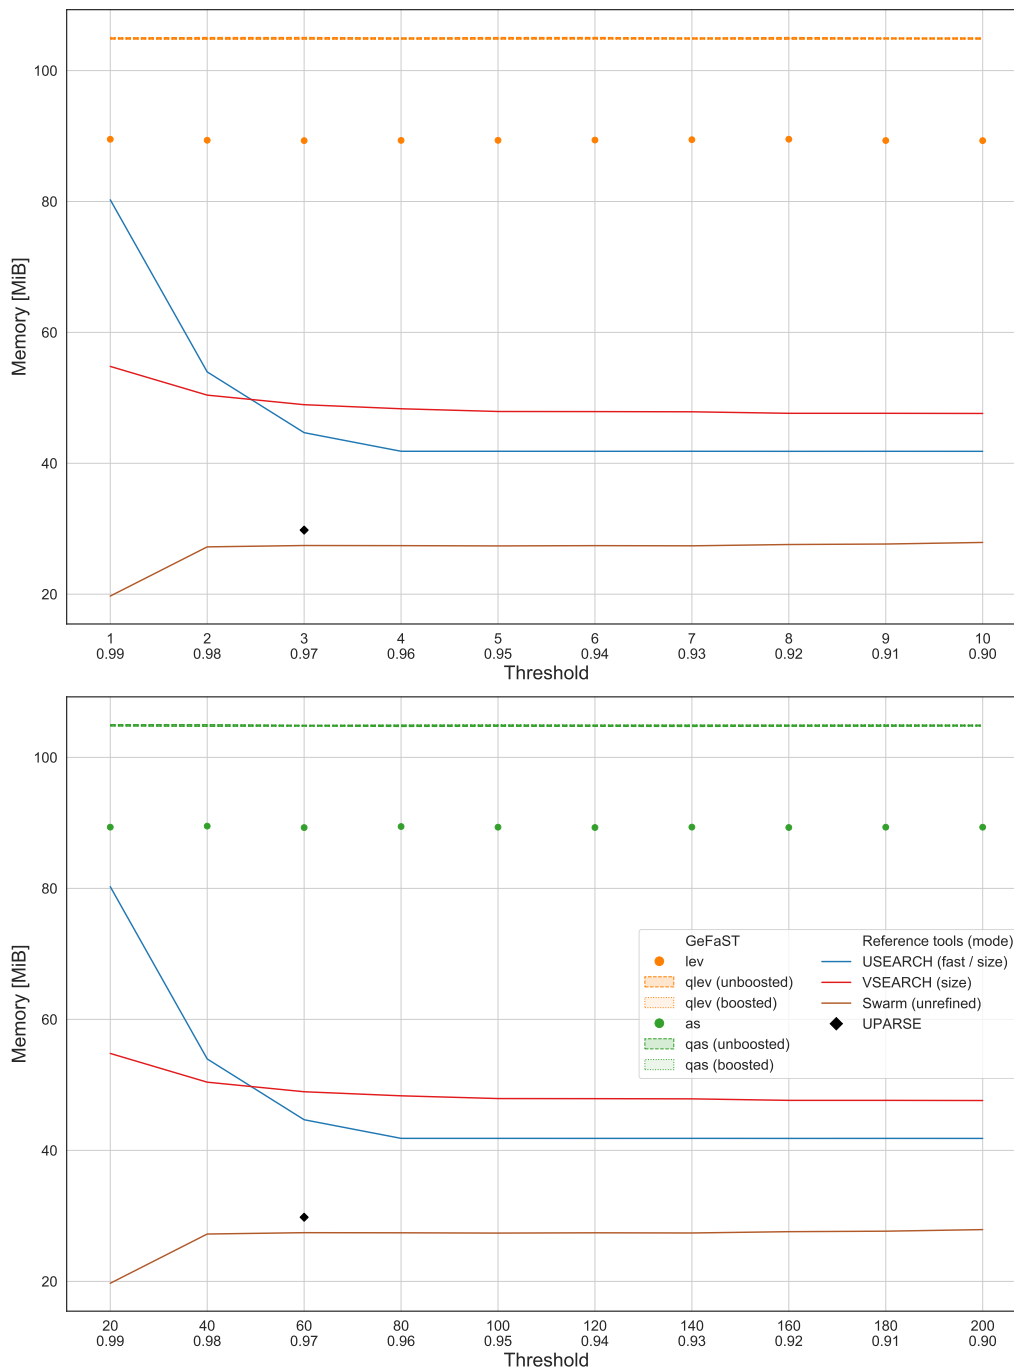 100
80
60
40
20
Memory [MiB]
1 2 3 4 5 6 7 8 9 10
0.99 0.98 0.97 0.96 0.95 0.94 0.93 0.92 0.91 0.90
Threshold
100
80
60
40
20
Memory [MiB]
GeFaST
lev
qlev (unboosted)
qlev (boosted)
as
qas (unboosted)
qas (boosted)
Reference tools (mode)
USEARCH (fast / size)
VSEARCH (size)
Swarm (unrefined)
UPARSE
20 40 60 80 100 120 140 160 180 200
0.99 0.98 0.97 0.96 0.95 0.94 0.93 0.92 0.91 0.90
Threshold